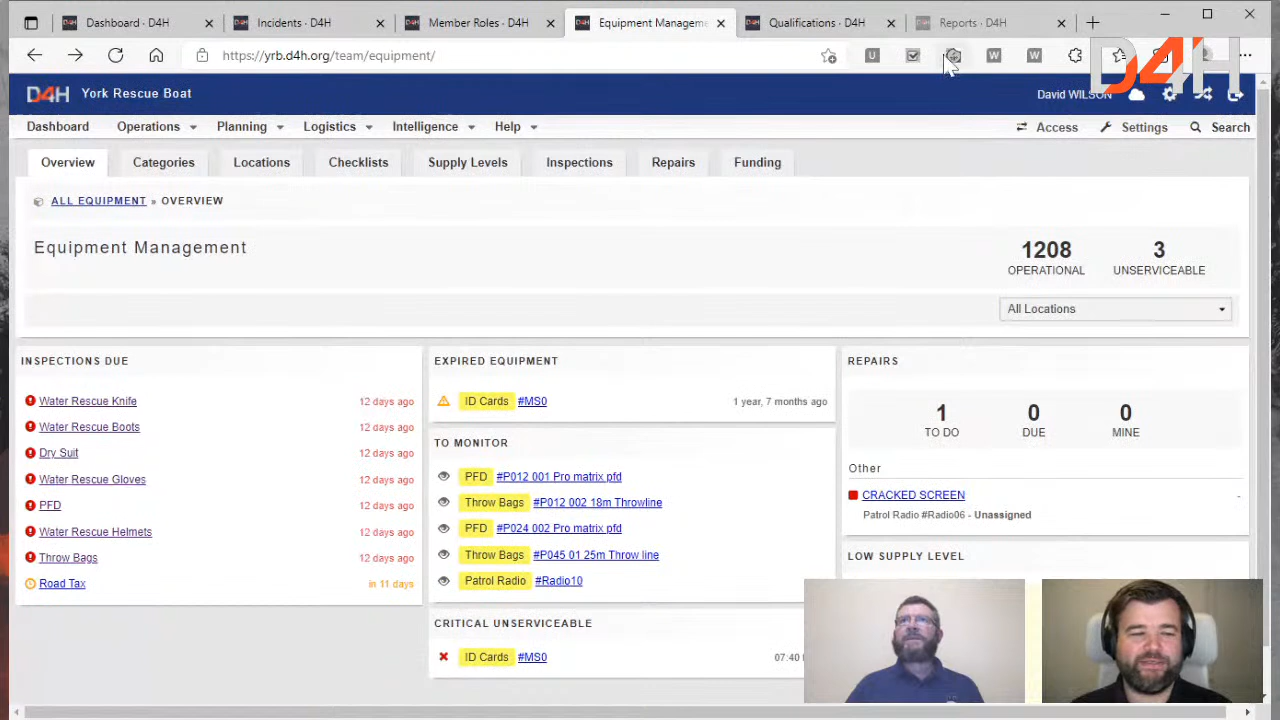 Dashboard · D4H
Incidents · D4H
Member Roles · D4H
Equipment Managem
Qualifications · D4H
Reports · D4H
https://yrb.d4h.org/team/equipment/
D4H
D4H York Rescue Boat
David WILSON
Dashboard Operations Planning Logistics Intelligence Help
Access Settings Search
Overview Categories Locations Checklists Supply Levels Inspections Repairs Funding
ALL EQUIPMENT » OVERVIEW
Equipment Management
1208 OPERATIONAL
3 UNSERVICEABLE
All Locations
INSPECTIONS DUE
Water Rescue Knife 12 days ago
Water Rescue Boots 12 days ago
Dry Suit 12 days ago
Water Rescue Gloves 12 days ago
PFD 12 days ago
Water Rescue Helmets 12 days ago
Throw Bags 12 days ago
Road Tax in 11 days
EXPIRED EQUIPMENT
ID Cards #MS0 1 year, 7 months ago
TO MONITOR
PFD #P012 001 Pro matrix pfd
Throw Bags #P012 002 18m Throwline
PFD #P024 002 Pro matrix pfd
Throw Bags #P045 01 25m Throw line
Patrol Radio #Radio10
CRITICAL UNSERVICEABLE
ID Cards #MS0 07:40
REPAIRS
1 TO DO
0 DUE
0 MINE
Other
CRACKED SCREEN -
Patrol Radio #Radio06 - Unassigned
LOW SUPPLY LEVEL